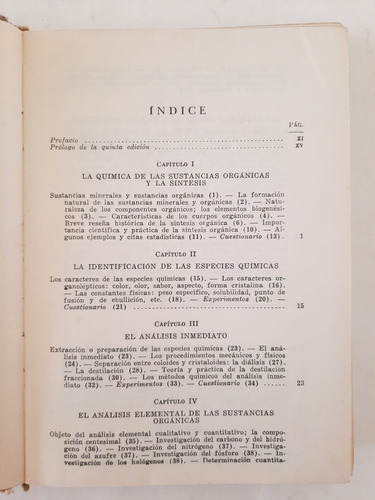 ÍNDICE
PÁG.
Prefacio XI
Prólogo de la quinta edición XV
CAPÍTULO I
LA QUIMICA DE LAS SUSTANCIAS ORGÁNICAS
Y LA SINTESIS
Sustancias minerales y sustancias orgánicas (1). — La formación
natural de las sustancias minerales y orgánicas (2). — Natu-
raleza de los componentes orgánicos; los elementos biogenési-
cos (3). — Características de los cuerpos orgánicos (4). —
Breve reseña histórica de la síntesis orgánica (6). — Impor-
tancia científica y práctica de la síntesis orgánica (10). — Al-
gunos ejemplos y citas estadísticas (11). — Cuestionario (13). 1
CAPÍTULO II
LA IDENTIFICACIÓN DE LAS ESPECIES QUIMICAS
Los caracteres de las especies químicas (15). — Los caracteres or-
ganolépticos: color, olor, sabor, aspecto, forma cristalina (16).
— Las constantes físicas: peso específico, solubilidad, punto de
fusión y de ebullición, etc. (18). — Experimentos (20). —
Cuestionario (21) 15
CAPÍTULO III
EL ANÁLISIS INMEDIATO
Extracción o preparación de las especies químicas (23). — El aná-
lisis inmediato (23). — Los procedimientos mecánicos y físicos
(24). — Separación entre coloides y cristaloides: la diálisis (27).
— La destilación (28). — Teoría y práctica de la destilación
fraccionada (30). — Los métodos químicos del análisis inme-
diato (32). — Experimentos (33). — Cuestionario (34) 23
CAPÍTULO IV
EL ANÁLISIS ELEMENTAL DE LAS SUSTANCIAS
ORGÁNICAS
Objeto del análisis elemental cualitativo y cuantitativo; la compo-
sición centesimal (35). — Investigación del carbono y del hidró-
geno (36). — Investigación del nitrógeno (37). — Investiga-
ción del azufre (37). — Investigación del fósforo (38). — In-
vestigación de los halógenos (38). — Determinación cuantita-